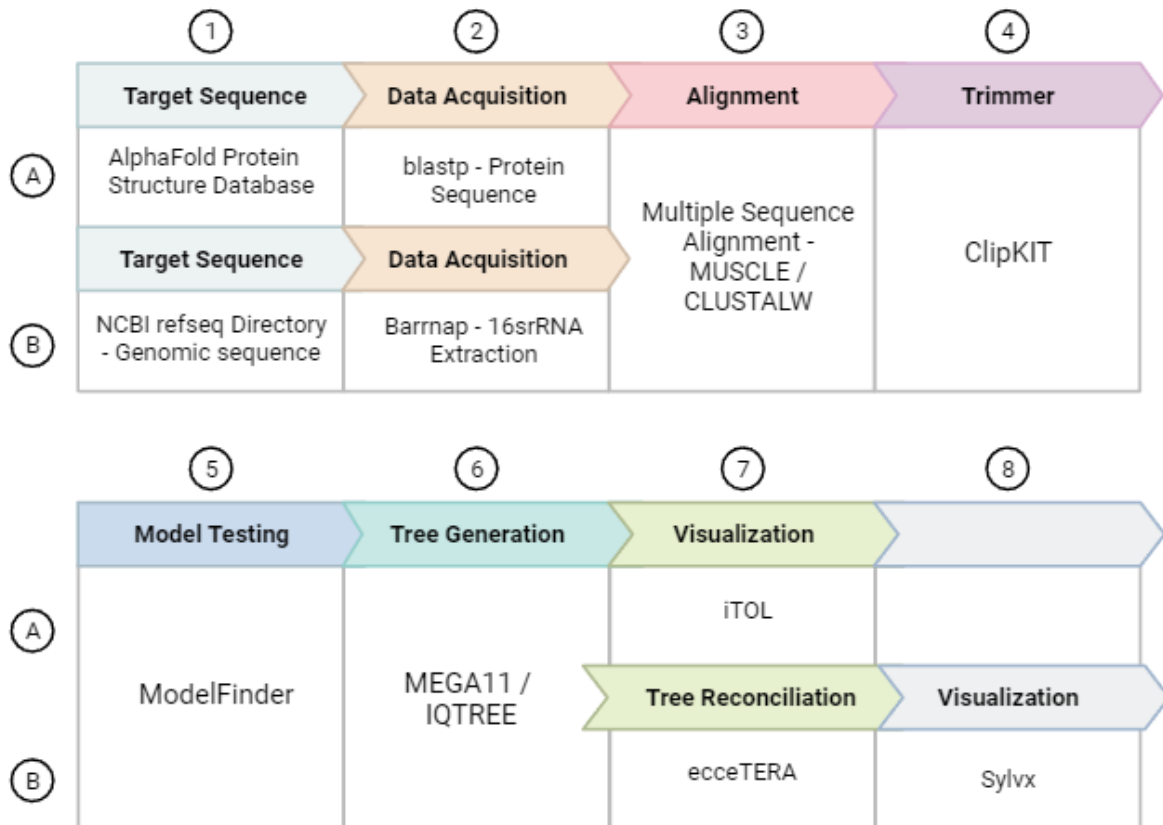 1 2 3 4
Target Sequence Data Acquisition Alignment Trimmer
A
AlphaFold Protein
Structure Database
blastp - Protein
Sequence
Multiple Sequence
Alignment -
MUSCLE /
CLUSTALW
ClipKIT
Target Sequence Data Acquisition
B
NCBI refseq Directory
- Genomic sequence
Barrnap - 16srRNA
Extraction
5 6 7 8
Model Testing Tree Generation Visualization
A
ModelFinder
MEGA11 /
IQTREE
iTOL
Tree Reconciliation Visualization
B
ecceTERA
Sylvx